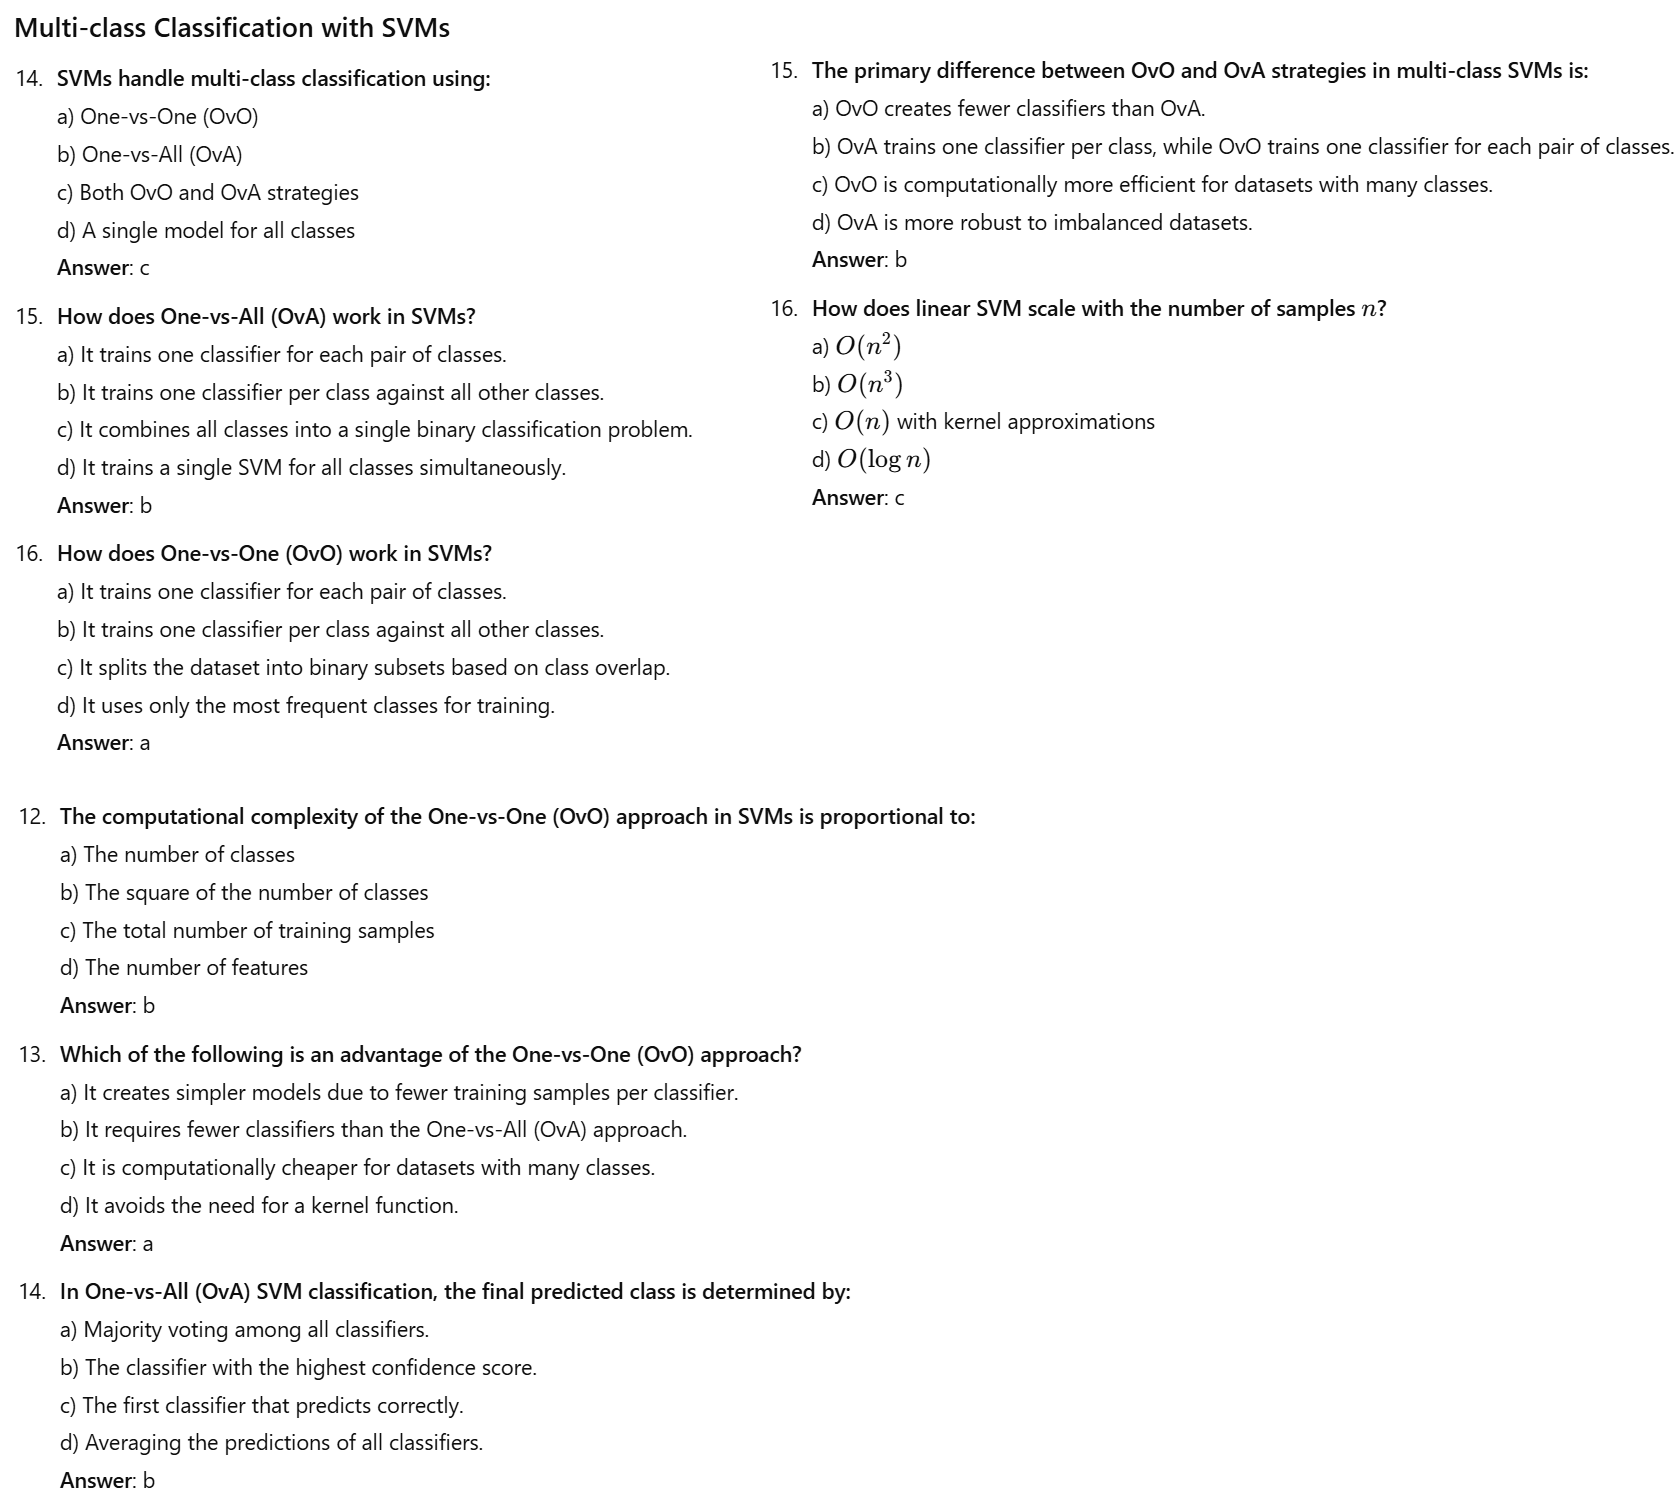 Multi-class Classification with SVMs
14. SVMs handle multi-class classification using:
a) One-vs-One (OvO)
b) One-vs-All (OvA)
c) Both OvO and OvA strategies
d) A single model for all classes
Answer: c
15. How does One-vs-All (OvA) work in SVMs?
a) It trains one classifier for each pair of classes.
b) It trains one classifier per class against all other classes.
c) It combines all classes into a single binary classification problem.
d) It trains a single SVM for all classes simultaneously.
Answer: b
16. How does One-vs-One (OvO) work in SVMs?
a) It trains one classifier for each pair of classes.
b) It trains one classifier per class against all other classes.
c) It splits the dataset into binary subsets based on class overlap.
d) It uses only the most frequent classes for training.
Answer: a
15. The primary difference between OvO and OvA strategies in multi-class SVMs is:
a) OvO creates fewer classifiers than OvA.
b) OvA trains one classifier per class, while OvO trains one classifier for each pair of classes.
c) OvO is computationally more efficient for datasets with many classes.
d) OvA is more robust to imbalanced datasets.
Answer: b
16. How does linear SVM scale with the number of samples n?
a) O(n²)
b) O(n³)
c) O(n) with kernel approximations
d) O(log n)
Answer: c
12. The computational complexity of the One-vs-One (OvO) approach in SVMs is proportional to:
a) The number of classes
b) The square of the number of classes
c) The total number of training samples
d) The number of features
Answer: b
13. Which of the following is an advantage of the One-vs-One (OvO) approach?
a) It creates simpler models due to fewer training samples per classifier.
b) It requires fewer classifiers than the One-vs-All (OvA) approach.
c) It is computationally cheaper for datasets with many classes.
d) It avoids the need for a kernel function.
Answer: a
14. In One-vs-All (OvA) SVM classification, the final predicted class is determined by:
a) Majority voting among all classifiers.
b) The classifier with the highest confidence score.
c) The first classifier that predicts correctly.
d) Averaging the predictions of all classifiers.
Answer: b